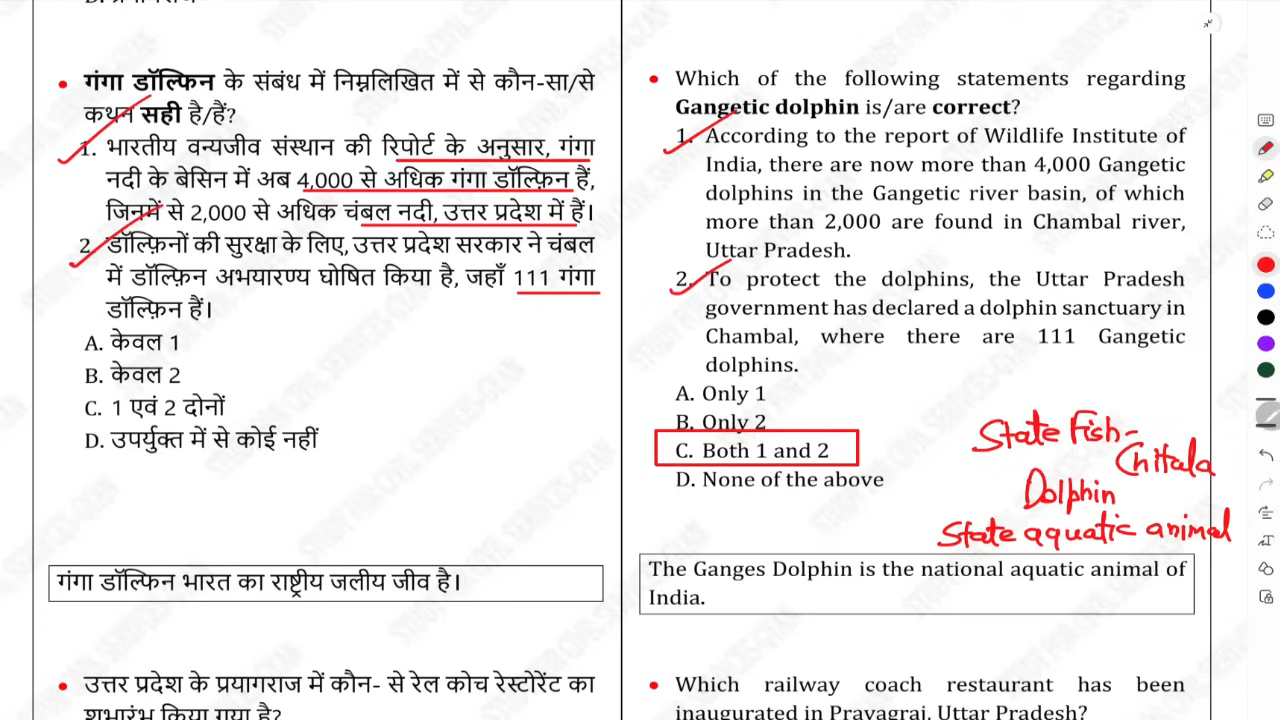 • गंगा डॉल्फिन के संबंध में निम्नलिखित में से कौन-सा/से
कथन सही है/हैं?
1. भारतीय वन्यजीव संस्थान की रिपोर्ट के अनुसार, गंगा
नदी के बेसिन में अब 4,000 से अधिक गंगा डॉल्फ़िन हैं,
जिनमें से 2,000 से अधिक चंबल नदी, उत्तर प्रदेश में हैं।
2. डॉल्फ़िनों की सुरक्षा के लिए, उत्तर प्रदेश सरकार ने चंबल
में डॉल्फ़िन अभयारण्य घोषित किया है, जहाँ 111 गंगा
डॉल्फ़िन हैं।
A. केवल 1
B. केवल 2
C. 1 एवं 2 दोनों
D. उपर्युक्त में से कोई नहीं
गंगा डॉल्फिन भारत का राष्ट्रीय जलीय जीव है।
• उत्तर प्रदेश के प्रयागराज में कौन- से रेल कोच रेस्टोरेंट का
शुभारंभ किया गया है?
• Which of the following statements regarding
Gangetic dolphin is/are correct?
1. According to the report of Wildlife Institute of
India, there are now more than 4,000 Gangetic
dolphins in the Gangetic river basin, of which
more than 2,000 are found in Chambal river,
Uttar Pradesh.
2. To protect the dolphins, the Uttar Pradesh
government has declared a dolphin sanctuary in
Chambal, where there are 111 Gangetic
dolphins.
A. Only 1
B. Only 2
C. Both 1 and 2
D. None of the above
State Fish-
Chitala
Dolphin
State aquatic animal
The Ganges Dolphin is the national aquatic animal of
India.
• Which railway coach restaurant has been
inaugurated in Prayagraj, Uttar Pradesh?